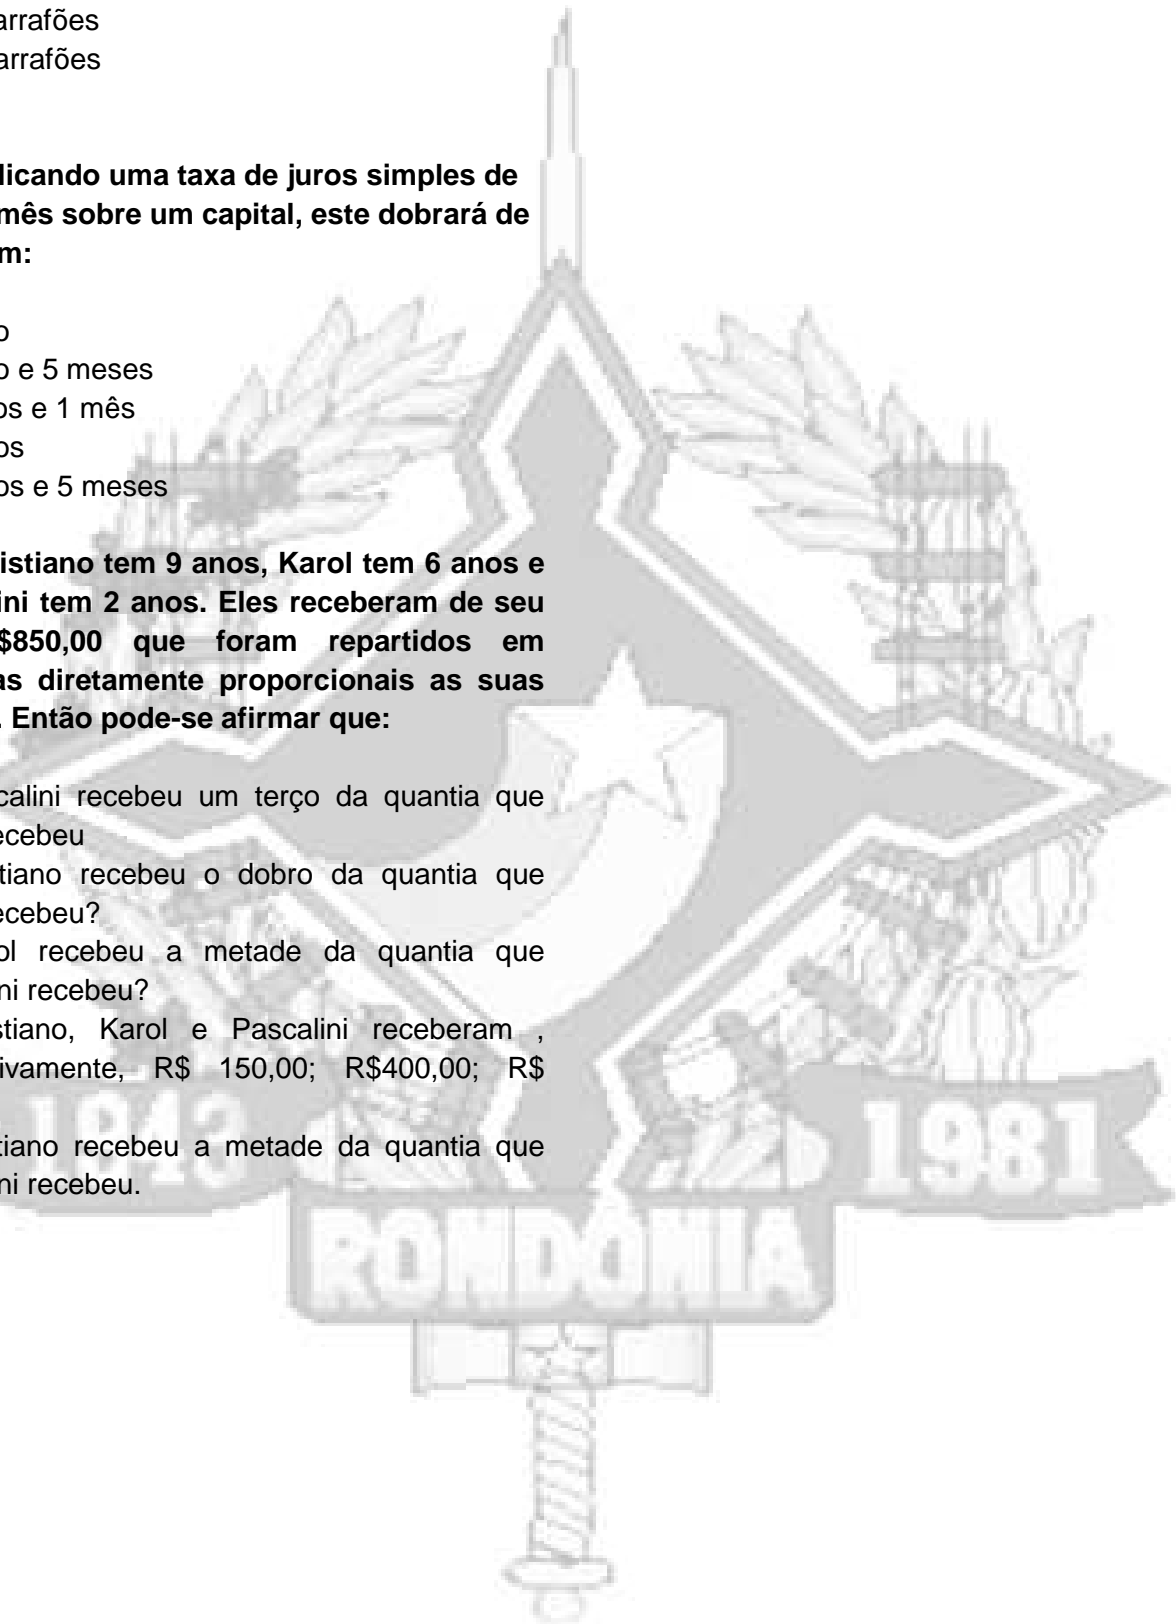 arrafões
arrafões
licando uma taxa de juros simples de
mês sobre um capital, este dobrará de
m:
o
o e 5 meses
os e 1 mês
os
os e 5 meses
istiano tem 9 anos, Karol tem 6 anos e
ini tem 2 anos. Eles receberam de seu
$850,00 que foram repartidos em
as diretamente proporcionais as suas
. Então pode-se afirmar que:
calini recebeu um terço da quantia que
ecebeu
tiano recebeu o dobro da quantia que
ecebeu?
ol recebeu a metade da quantia que
ni recebeu?
stiano, Karol e Pascalini receberam ,
ivamente, R$ 150,00; R$400,00; R$
tiano recebeu a metade da quantia que
ni recebeu.
1943
1981
RONDÔNIA